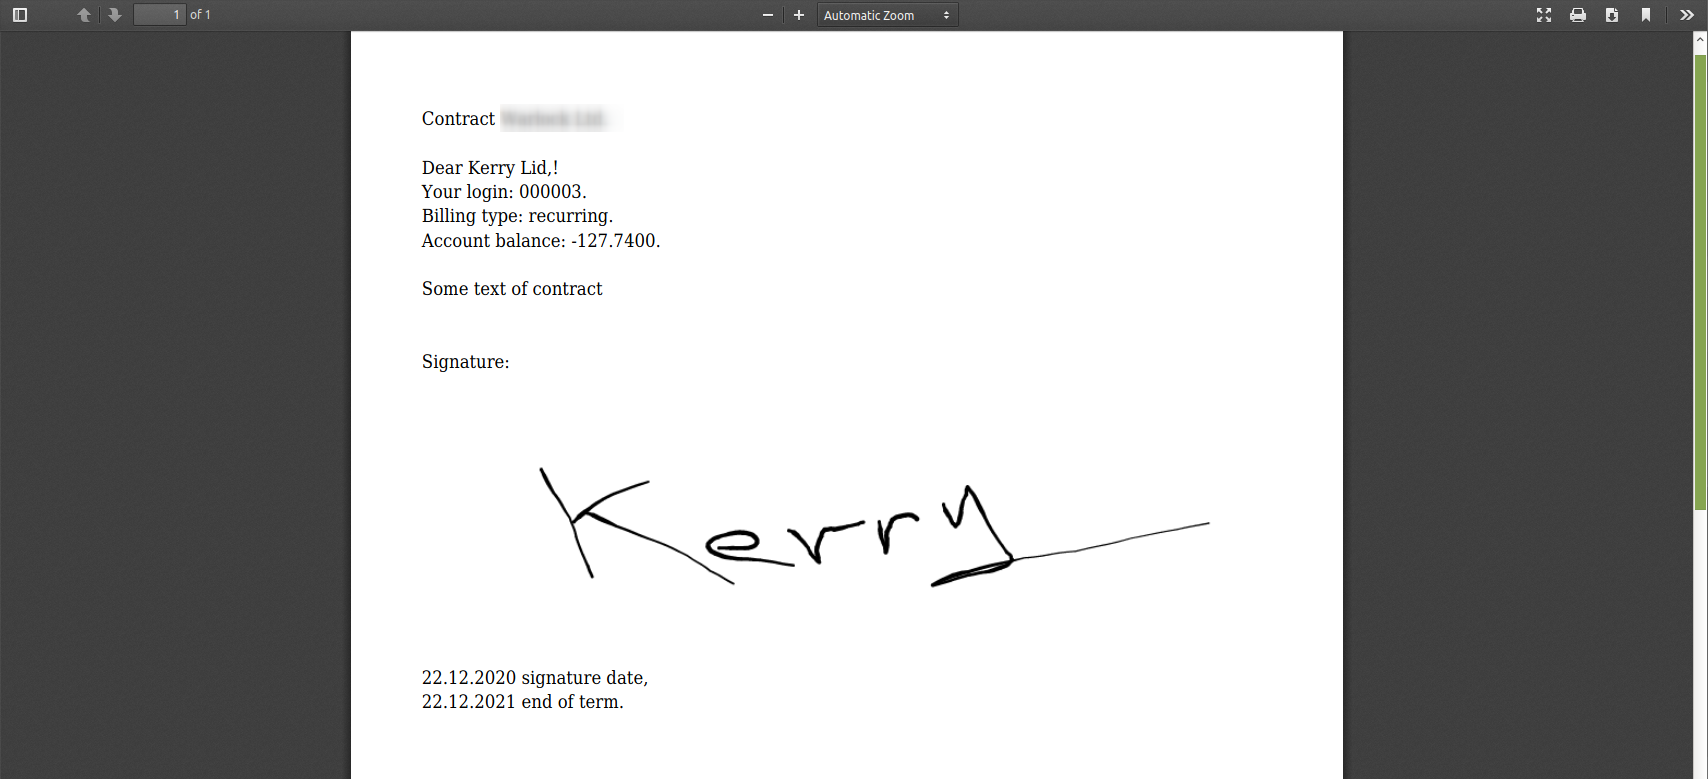 1 of 1
Automatic Zoom
Contract
Dear Kerry Lid,!
Your login: 000003.
Billing type: recurring.
Account balance: -127.7400.
Some text of contract
Signature:
Kerry
22.12.2020 signature date,
22.12.2021 end of term.